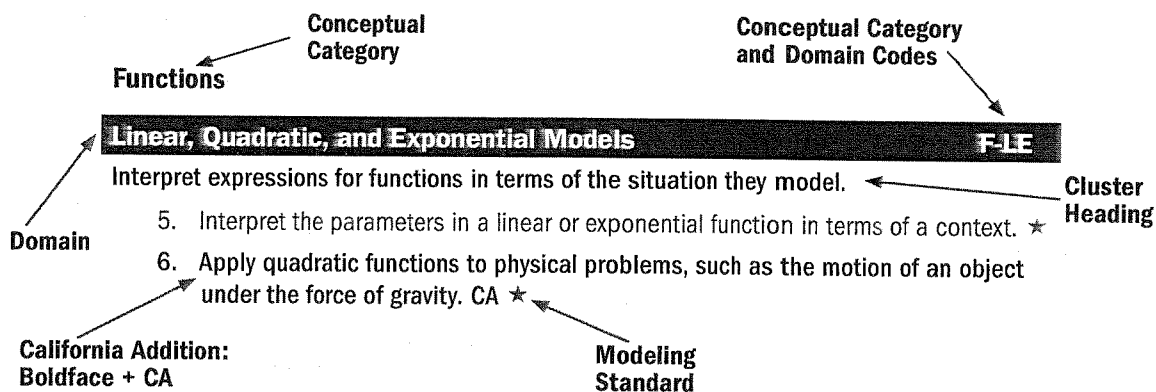 Conceptual
Category
Conceptual Category
and Domain Codes
Functions
Linear, Quadratic, and Exponential Models F-LE
Interpret expressions for functions in terms of the situation they model.
Cluster
Heading
5. Interpret the parameters in a linear or exponential function in terms of a context. ★
Domain
6. Apply quadratic functions to physical problems, such as the motion of an object
under the force of gravity. CA ★
California Addition:
Boldface + CA
Modeling
Standard